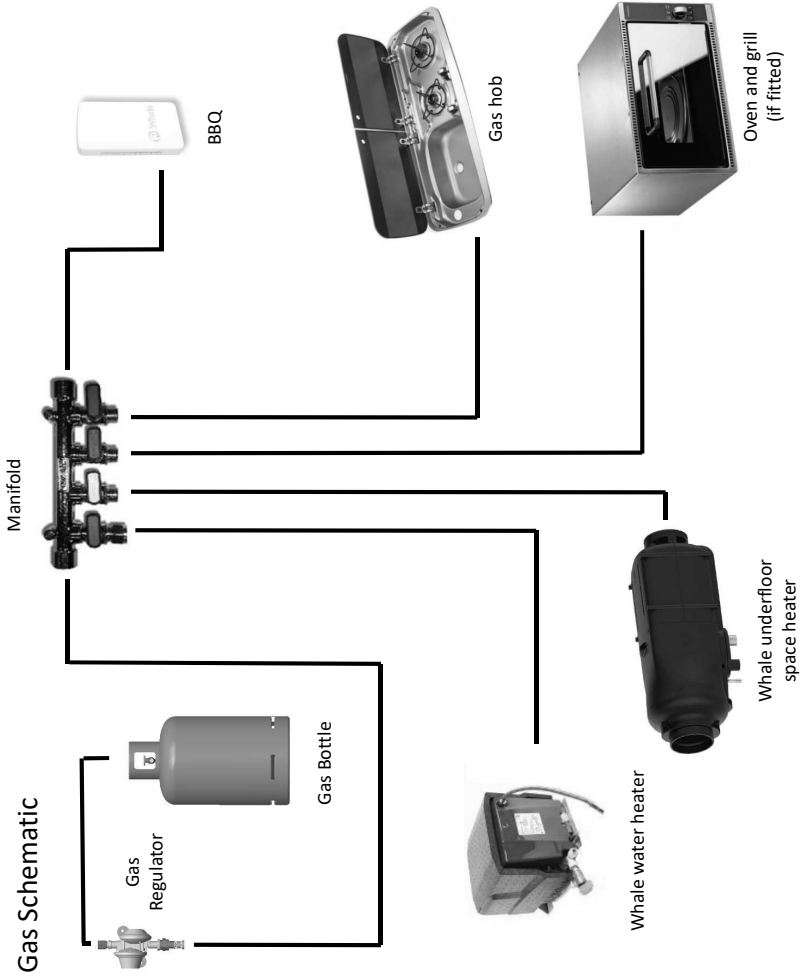 Gas Schematic
Gas
Regulator
Gas Bottle
Manifold
BBQ
Gas hob
Oven and grill
(if fitted)
Whale underfloor
space heater
Whale water heater